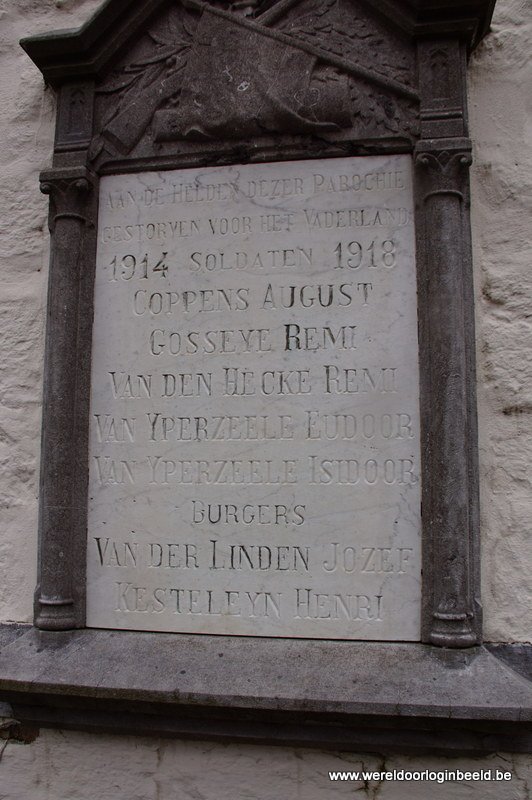 AAN DE HELDEN DEZER PAROCHIE
GESTORVEN VOOR HET VADERLAND
1914 SOLDATEN 1918
COPPENS AUGUST
GOSSEYE REMI
VAN DEN HECKE REMI
VAN YPERZEELE EUDOOR
VAN YPERZEELE ISIDOOR
BURGERS
VAN DER LINDEN JOZEF
KESTELEYN HENRI
www.wereldoorloginbeeld.be